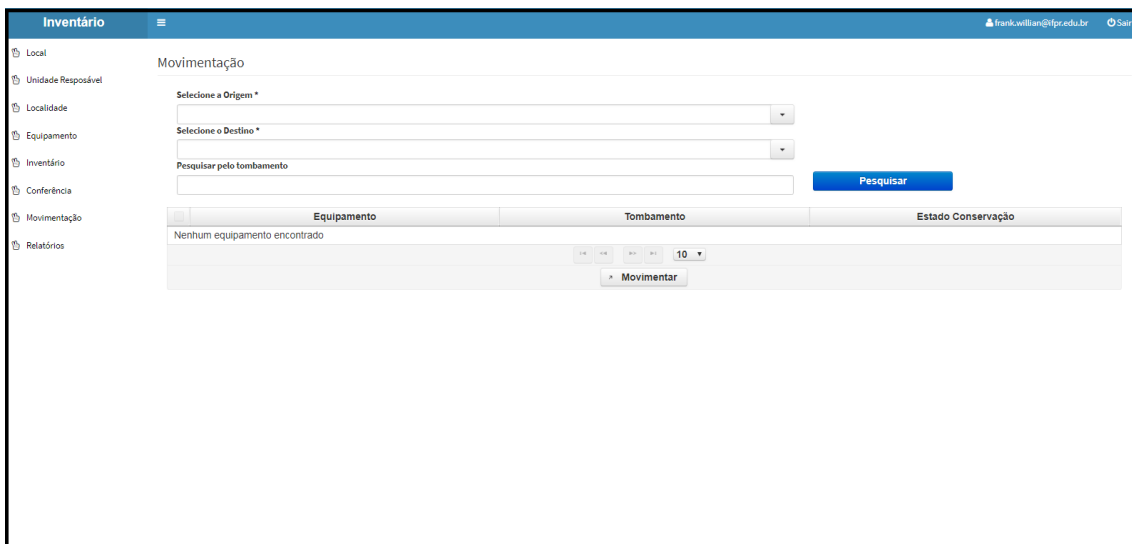 Inventário
frank.willian@ifpr.edu.br Sair
Local
Unidade Resposável
Localidade
Equipamento
Inventário
Conferência
Movimentação
Relatórios
Movimentação
Selecione a Origem *
Selecione o Destino *
Pesquisar pelo tombamento
Pesquisar
Equipamento Tombamento Estado Conservação
Nenhum equipamento encontrado
10
Movimentar